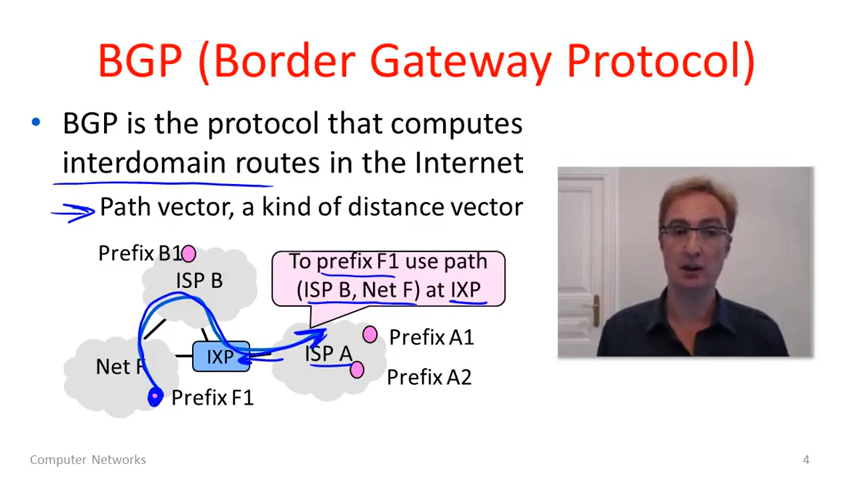 BGP (Border Gateway Protocol)
• BGP is the protocol that computes
interdomain routes in the Internet
Path vector, a kind of distance vector
Prefix B1
ISP B
To prefix F1 use path
(ISP B, Net F) at IXP
Net F
IXP
ISP A
Prefix A1
Prefix A2
Prefix F1
Computer Networks
4